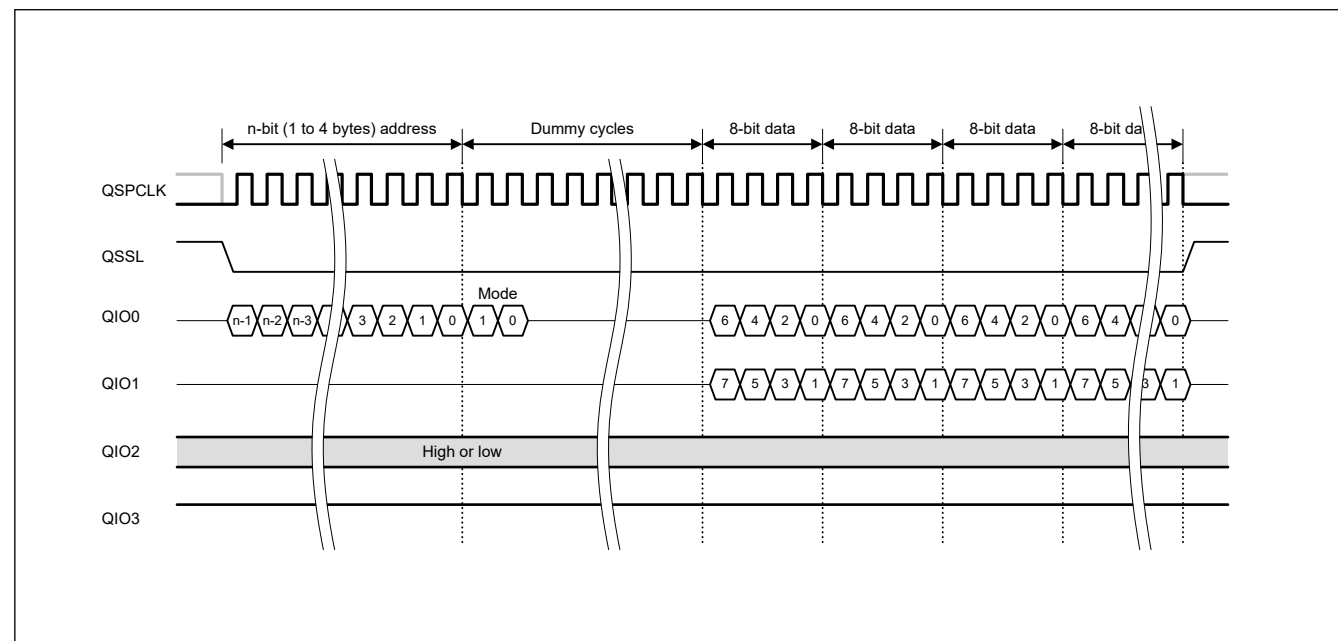 n-bit (1 to 4 bytes) address Dummy cycles 8-bit data 8-bit data 8-bit data 8-bit da
QSPCLK
QSSL
Mode
QIO0 n-1 n-2 n-3 3 2 1 0 1 0 6 4 2 0 6 4 2 0 6 4 2 0 6 4 0
QIO1 7 5 3 1 7 5 3 1 7 5 3 1 7 5 3 1
QIO2 High or low
QIO3